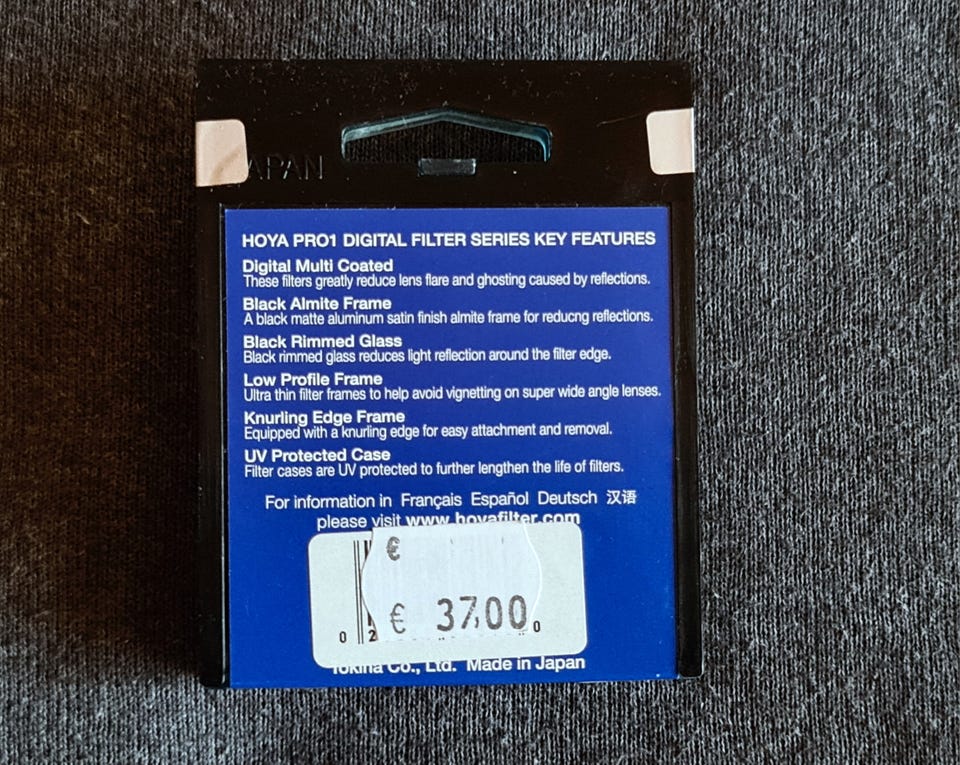 APAN
HOYA PRO1 DIGITAL FILTER SERIES KEY FEATURES
Digital Multi Coated
These filters greatly reduce lens flare and ghosting caused by reflections.
Black Almite Frame
A black matte aluminum satin finish almite frame for reducng reflections.
Black Rimmed Glass
Black rimmed glass reduces light reflection around the filter edge.
Low Profile Frame
Ultra thin filter frames to help avoid vignetting on super wide angle lenses.
Knurling Edge Frame
Equipped with a knurling edge for easy attachment and removal.
UV Protected Case
Filter cases are UV protected to further lengthen the life of filters.
For information in Français Español Deutsch 汉语
please visit www.hoyafilter.com
€
€ 37,00
0 2 0
Tokina Co., Ltd. Made in Japan